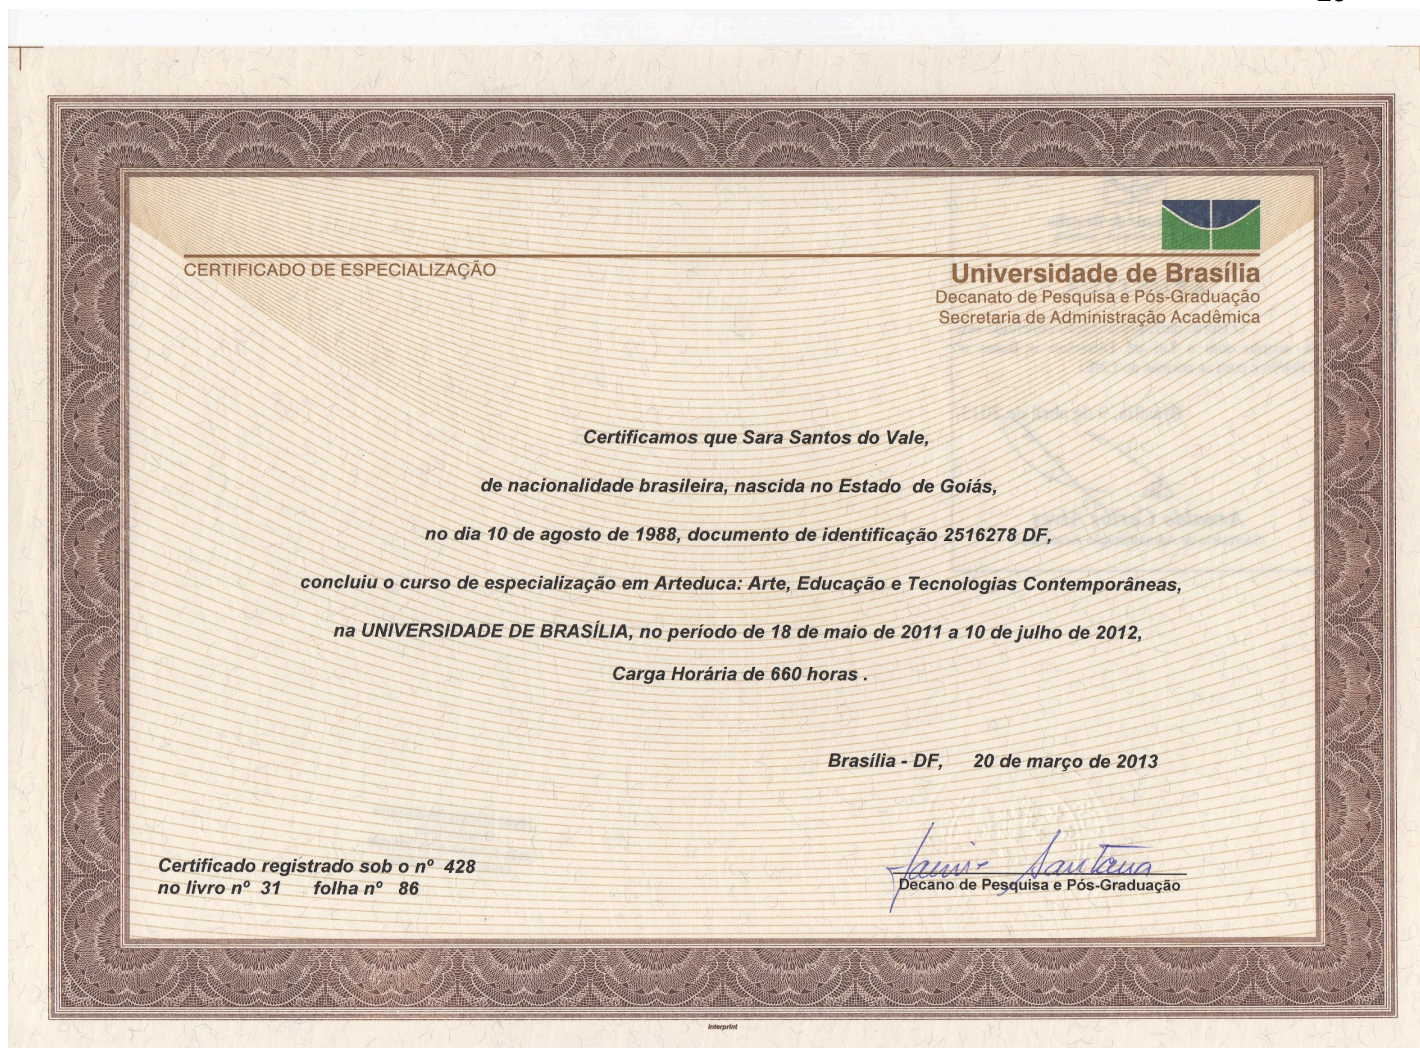 CERTIFICADO DE ESPECIALIZAÇÃO
Universidade de Brasília
Decanato de Pesquisa e Pós-Graduação
Secretaria de Administração Acadêmica
Certificamos que Sara Santos do Vale,
de nacionalidade brasileira, nascida no Estado de Goiás,
no dia 10 de agosto de 1988, documento de identificação 2516278 DF,
concluiu o curso de especialização em Arteduca: Arte, Educação e Tecnologias Contemporâneas,
na UNIVERSIDADE DE BRASÍLIA, no período de 18 de maio de 2011 a 10 de julho de 2012,
Carga Horária de 660 horas .
Brasília - DF, 20 de março de 2013
Santana
Decano de Pesquisa e Pós-Graduação
Certificado registrado sob o nº 428
no livro nº 31 folha nº 86
Interprint